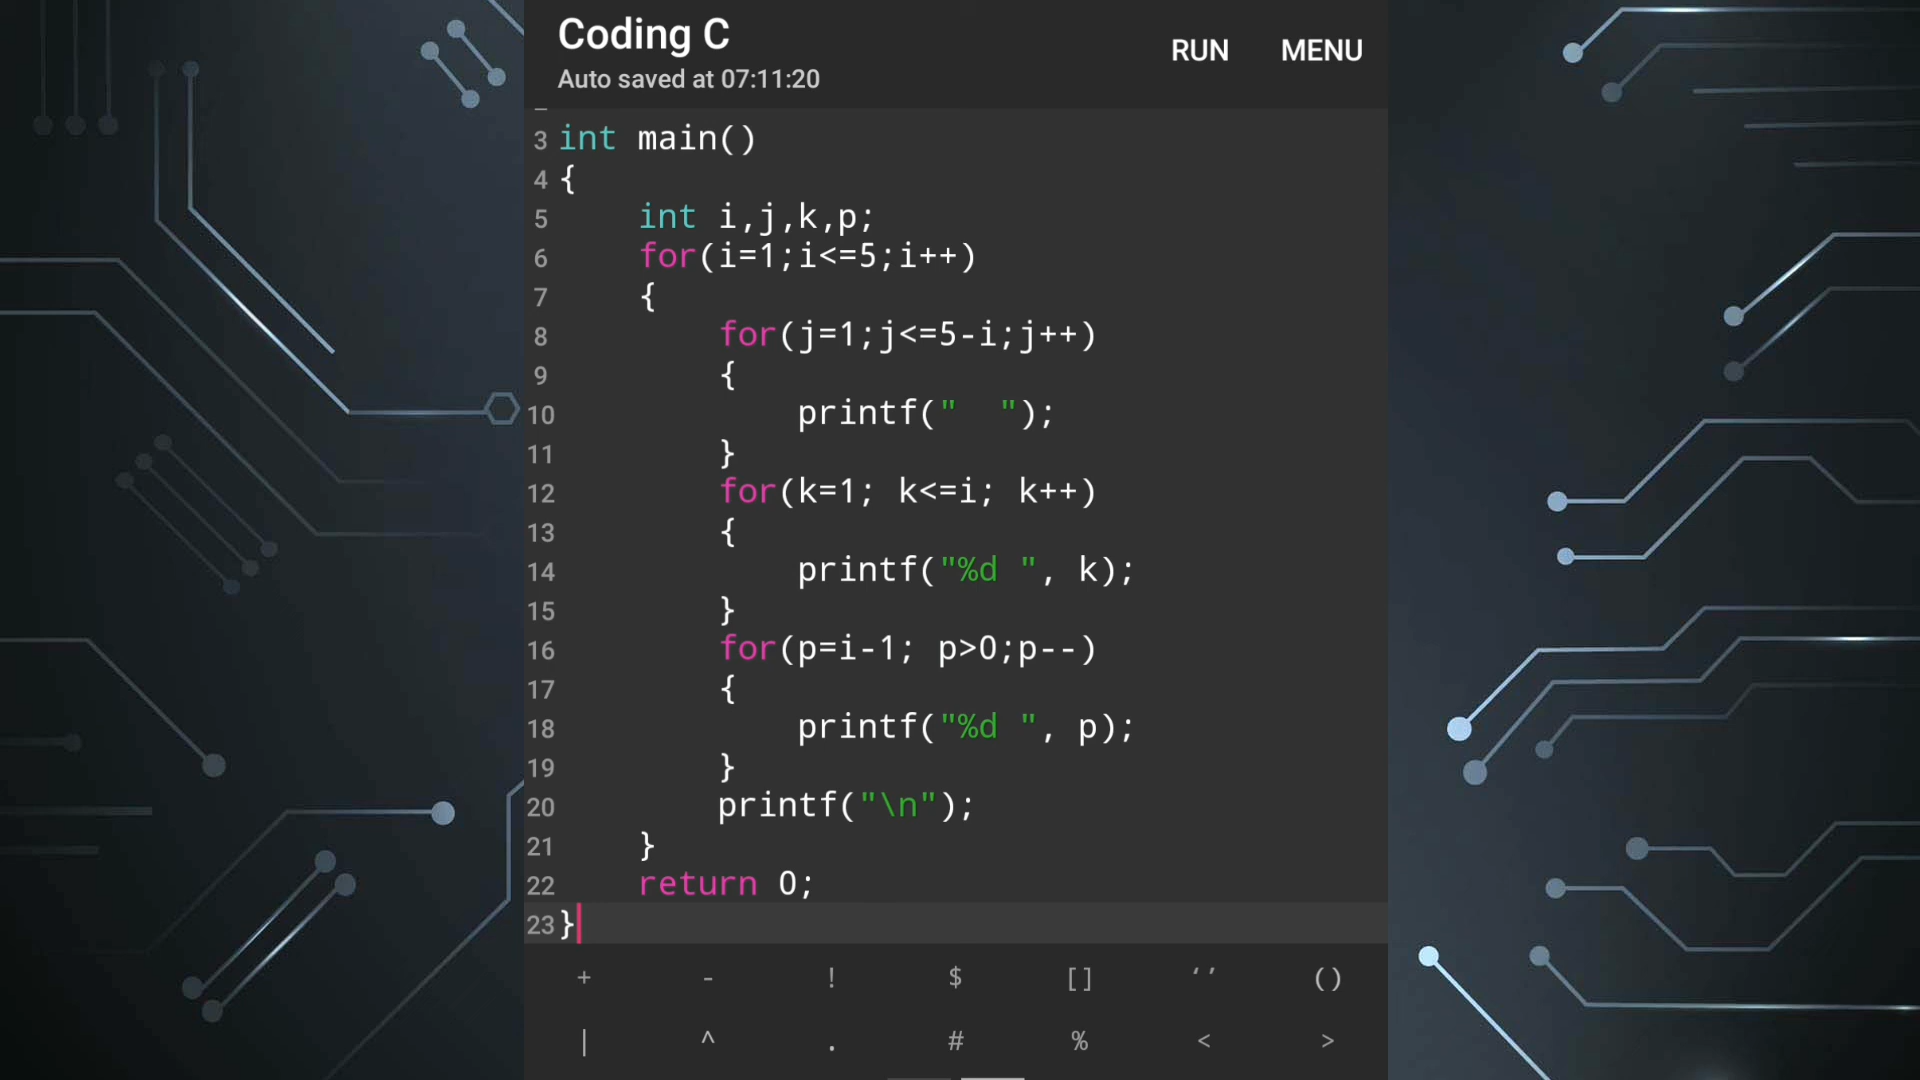 Coding C
Auto saved at 07:11:20
RUN MENU
3 int main()
4 {
5     int i,j,k,p;
6     for(i=1;i<=5;i++)
7     {
8         for(j=1;j<=5-i;j++)
9         {
10             printf("  ");
11         }
12         for(k=1; k<=i; k++)
13         {
14             printf("%d ", k);
15         }
16         for(p=i-1; p>0;p--)
17         {
18             printf("%d ", p);
19         }
20         printf("\n");
21     }
22     return 0;
23 }
+ - ! $ [] ‘’ ()
| ^ . # % < >